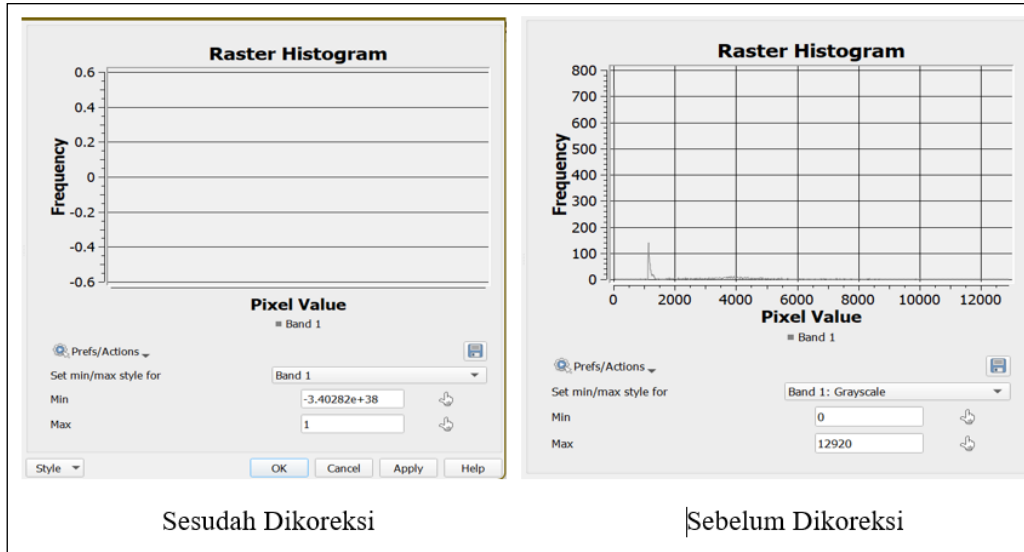 Raster Histogram
0.6
0.4
0.2
0
-0.2
-0.4
-0.6
Frequency
Pixel Value
Band 1
Prefs/Actions
Set min/max style for Band 1
Min -3.40282e+38
Max 1
Style OK Cancel Apply Help
Sesudah Dikoreksi
Raster Histogram
800
700
600
500
400
300
200
100
0
Frequency
0 2000 4000 6000 8000 10000 12000
Pixel Value
Band 1
Prefs/Actions
Set min/max style for Band 1: Grayscale
Min 0
Max 12920
Sebelum Dikoreksi